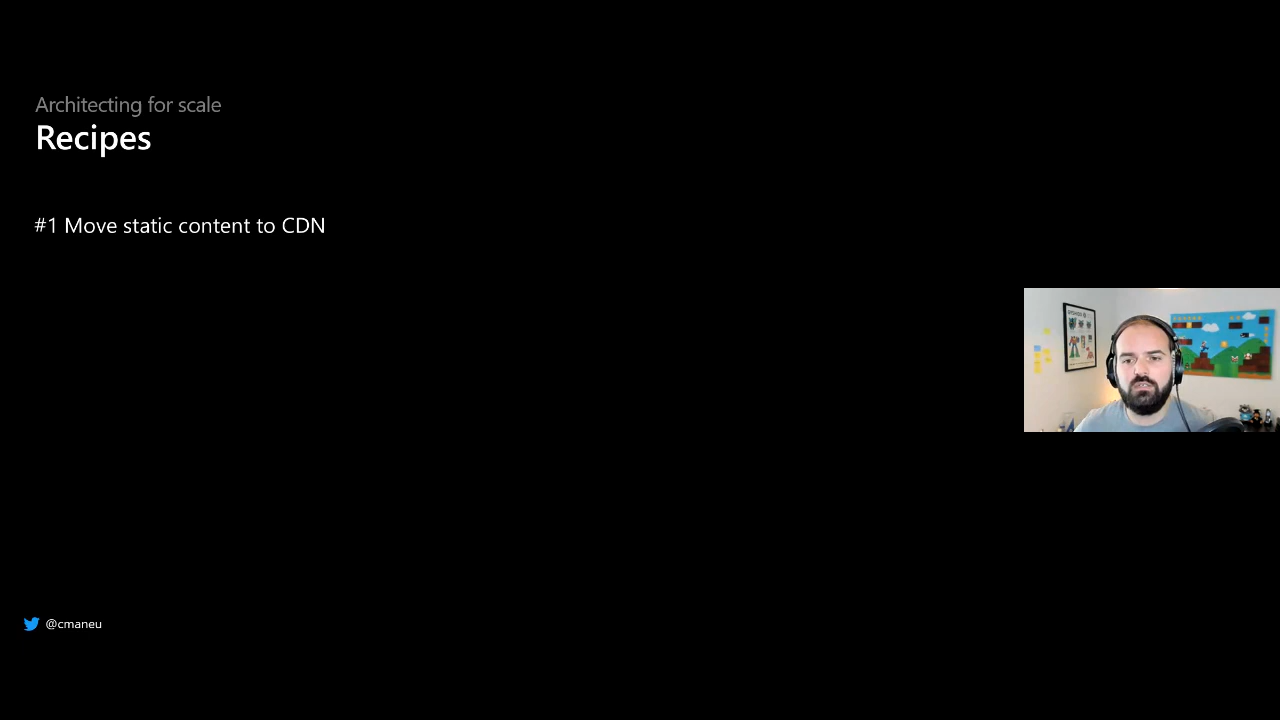 Architecting for scale
Recipes
#1 Move static content to CDN
@cmaneu